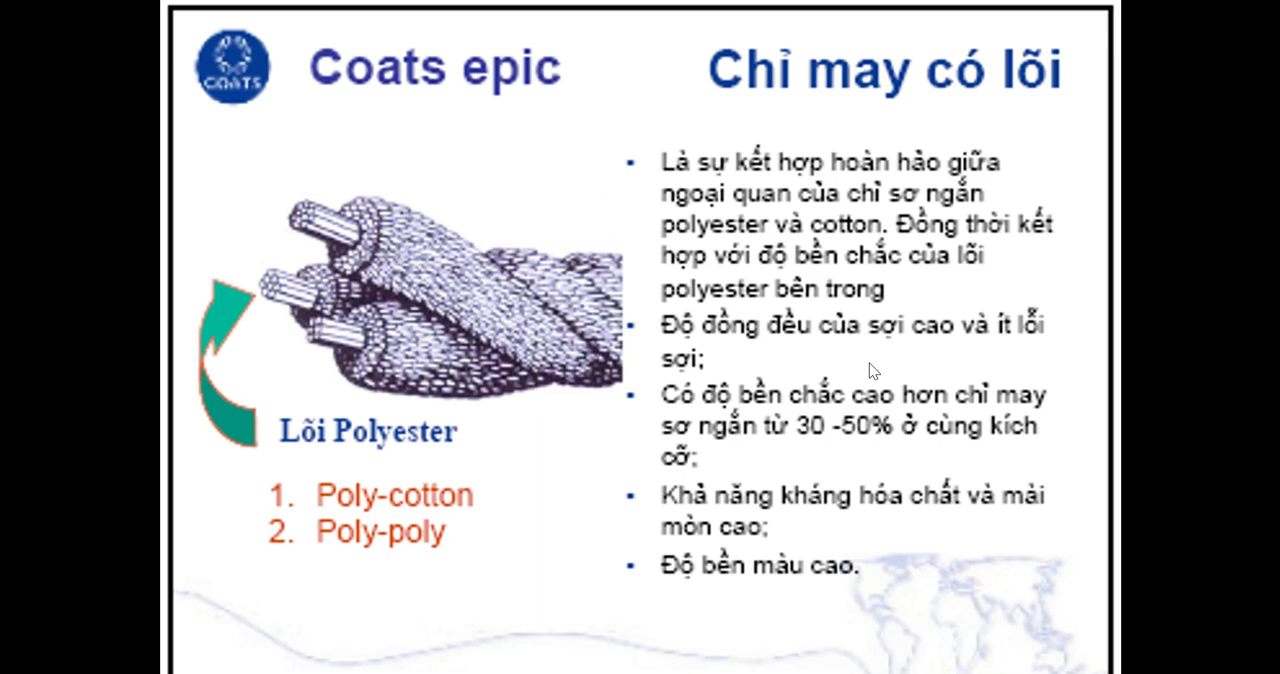 COATS
Coats epic
Chỉ may có lõi
Là sự kết hợp hoàn hảo giữa
ngoại quan của chỉ sơ ngắn
polyester và cotton. Đồng thời kết
hợp với độ bền chắc của lõi
polyester bên trong
Độ đồng đều của sợi cao và ít lỗi
sợi;
Có độ bền chắc cao hơn chỉ may
sơ ngắn từ 30 -50% ở cùng kích
cỡ;
Khả năng kháng hóa chất và mài
mòn cao;
Độ bền màu cao.
Lõi Polyester
1. Poly-cotton
2. Poly-poly